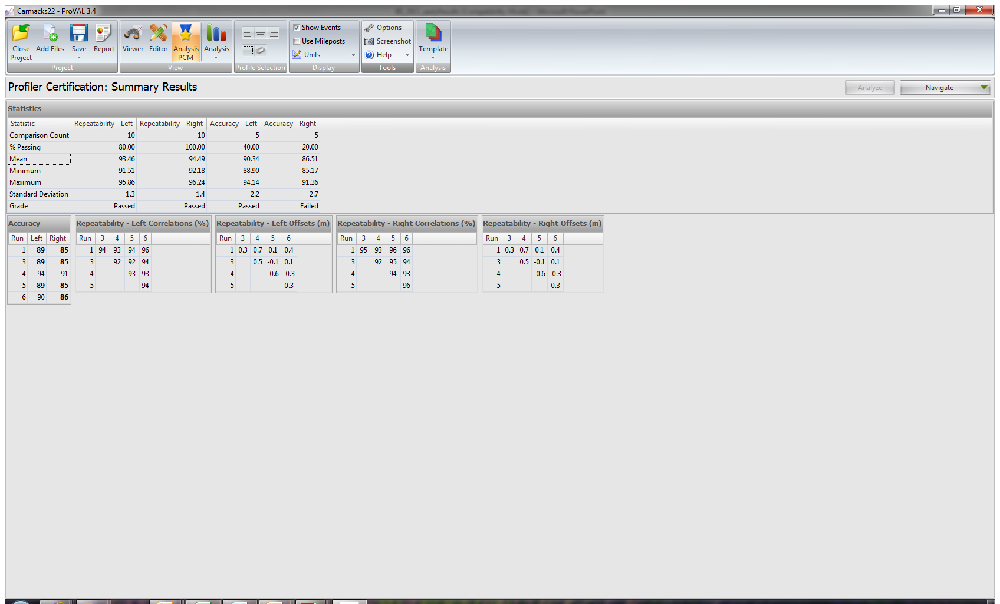 Carmacks22 - ProVAL 3.4
Close Project Add Files Save Report
Project
Viewer Editor Analysis PCM Analysis
View
Profile Selection
Show Events
Use Mileposts
Units
Display
Options
Screenshot
Help
Tools
Template
Analysis
Profiler Certification: Summary Results
Analyze Navigate
Statistics
Statistic Repeatability - Left Repeatability - Right Accuracy - Left Accuracy - Right
Comparison Count 10 10 5 5
% Passing 80.00 100.00 40.00 20.00
Mean 93.46 94.49 90.34 86.51
Minimum 91.51 92.18 88.90 85.17
Maximum 95.86 96.24 94.14 91.36
Standard Deviation 1.3 1.4 2.2 2.7
Grade Passed Passed Passed Failed
Accuracy
Run Left Right
1 89 85
3 89 85
4 94 91
5 89 85
6 90 86
Repeatability - Left Correlations (%)
Run 3 4 5 6
1 94 93 94 96
3 92 92 94
4 93 93
5 94
Repeatability - Left Offsets (m)
Run 3 4 5 6
1 0.3 0.7 0.1 0.4
3 0.5 -0.1 0.1
4 -0.6 -0.3
5 0.3
Repeatability - Right Correlations (%)
Run 3 4 5 6
1 95 93 96 96
3 92 95 94
4 94 93
5 96
Repeatability - Right Offsets (m)
Run 3 4 5 6
1 0.3 0.7 0.1 0.4
3 0.5 -0.1 0.1
4 -0.6 -0.3
5 0.3